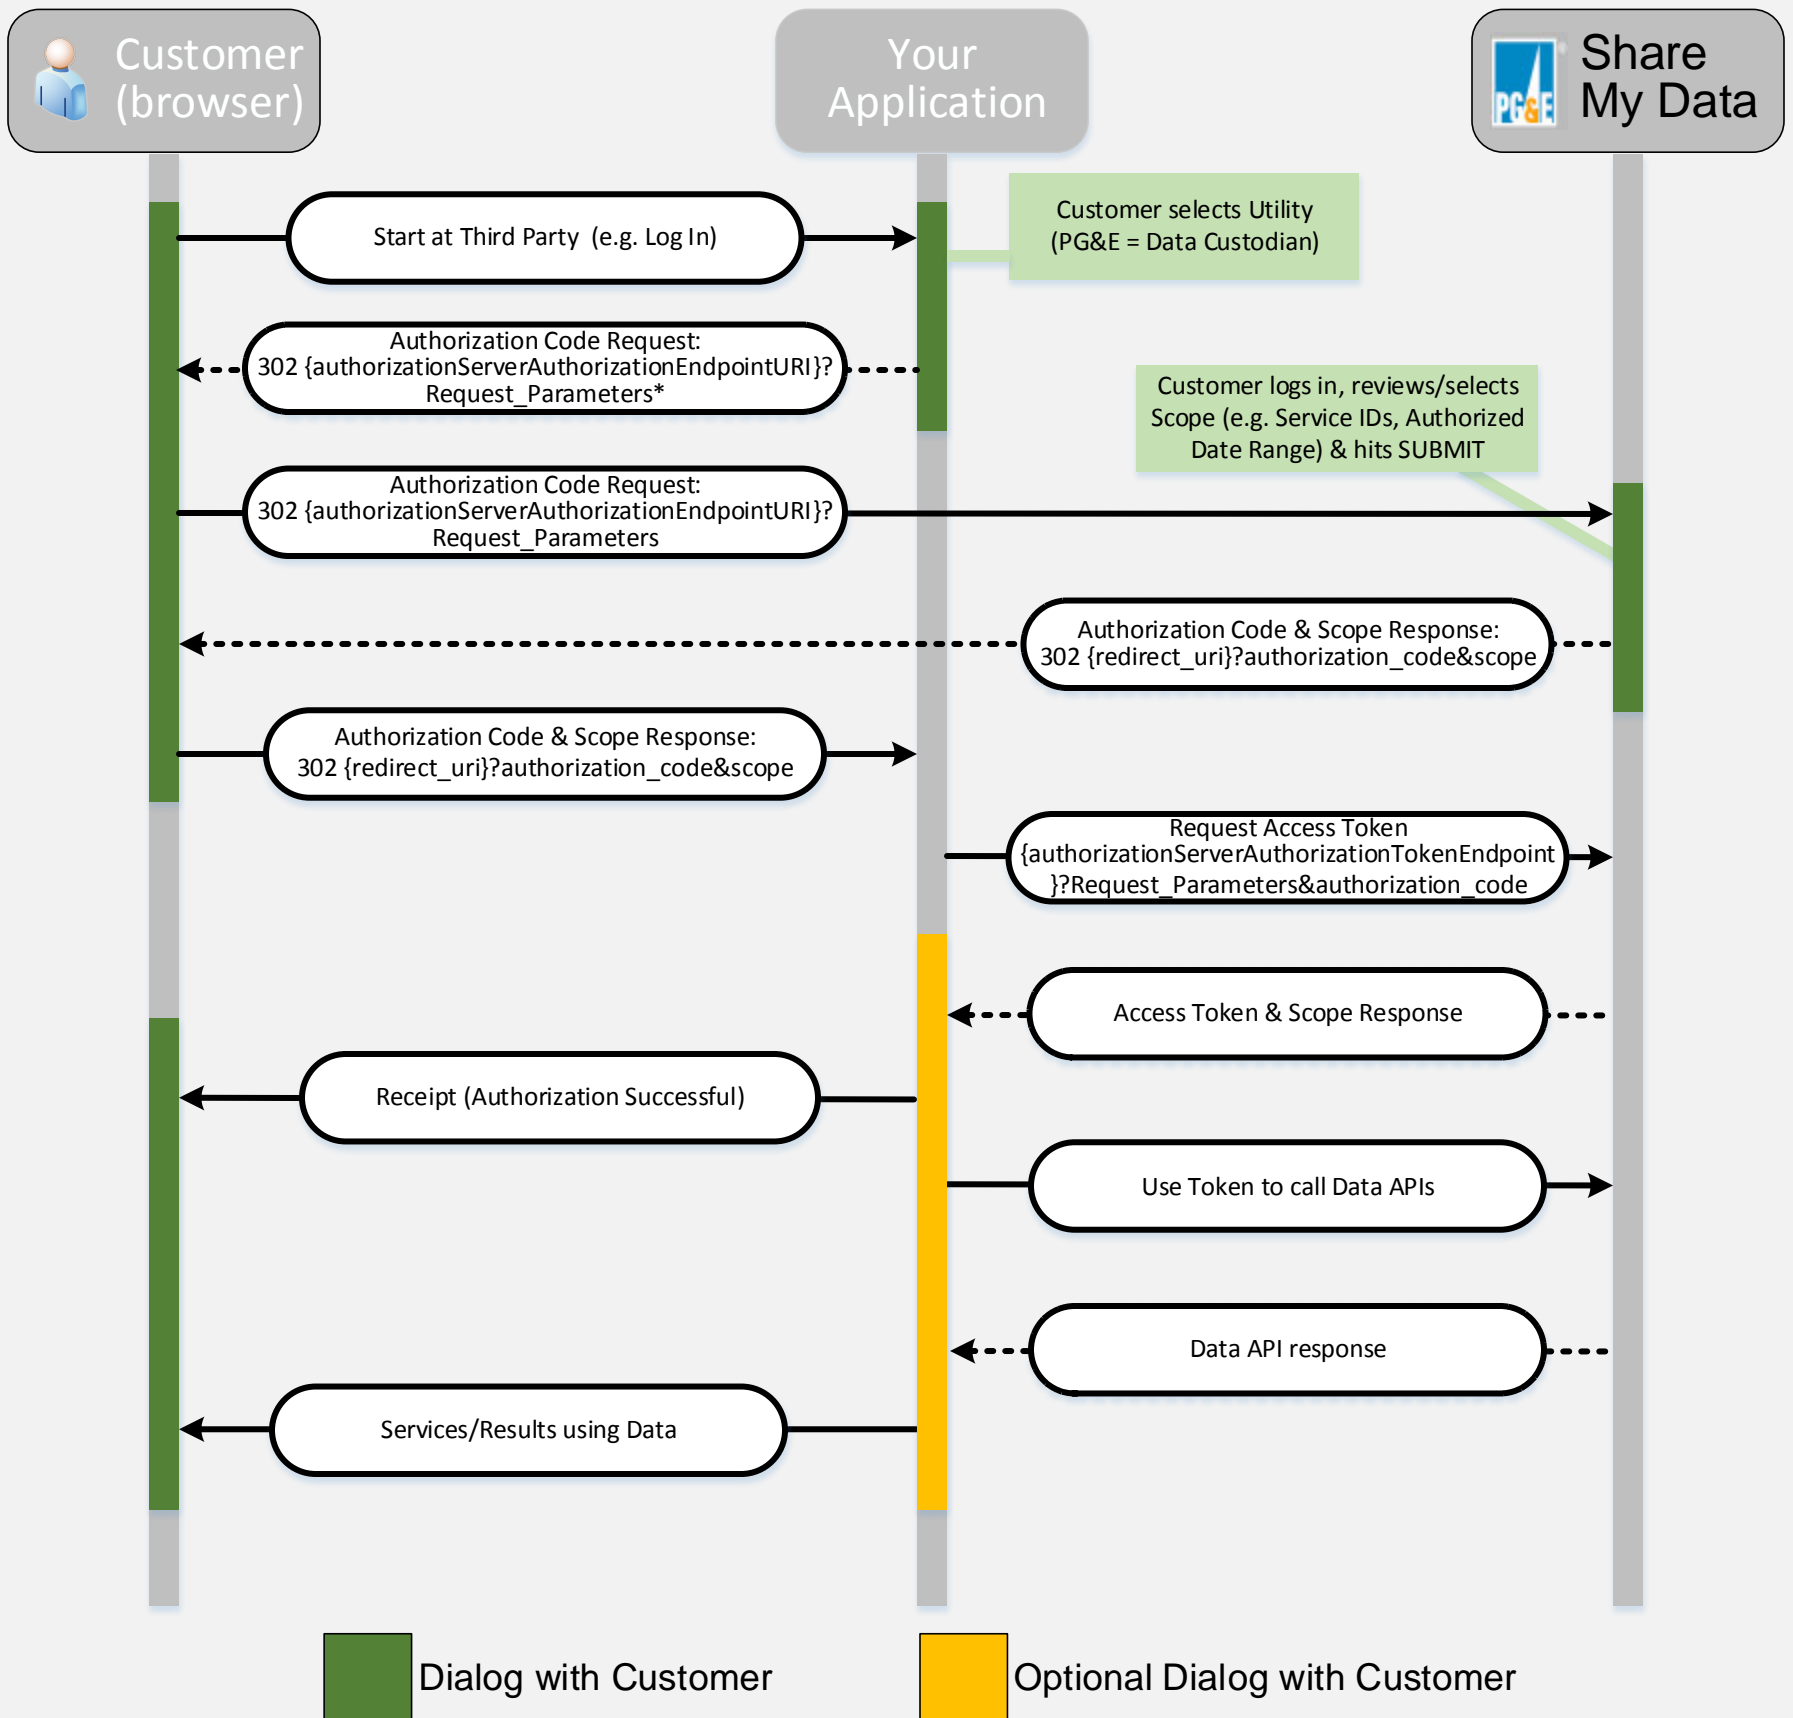 Customer
(browser)
Your
Application
PG&E
Share
My Data
Start at Third Party (e.g. Log In)
Customer selects Utility
(PG&E = Data Custodian)
Authorization Code Request:
302 {authorizationServerAuthorizationEndpointURI}?
Request_Parameters*
Customer logs in, reviews/selects
Scope (e.g. Service IDs, Authorized
Date Range) & hits SUBMIT
Authorization Code Request:
302 {authorizationServerAuthorizationEndpointURI}?
Request_Parameters
Authorization Code & Scope Response:
302 {redirect_uri}?authorization_code&scope
Authorization Code & Scope Response:
302 {redirect_uri}?authorization_code&scope
Request Access Token
{authorizationServerAuthorizationTokenEndpoint
}?Request_Parameters&authorization_code
Access Token & Scope Response
Receipt (Authorization Successful)
Use Token to call Data APIs
Data API response
Services/Results using Data
Dialog with Customer
Optional Dialog with Customer